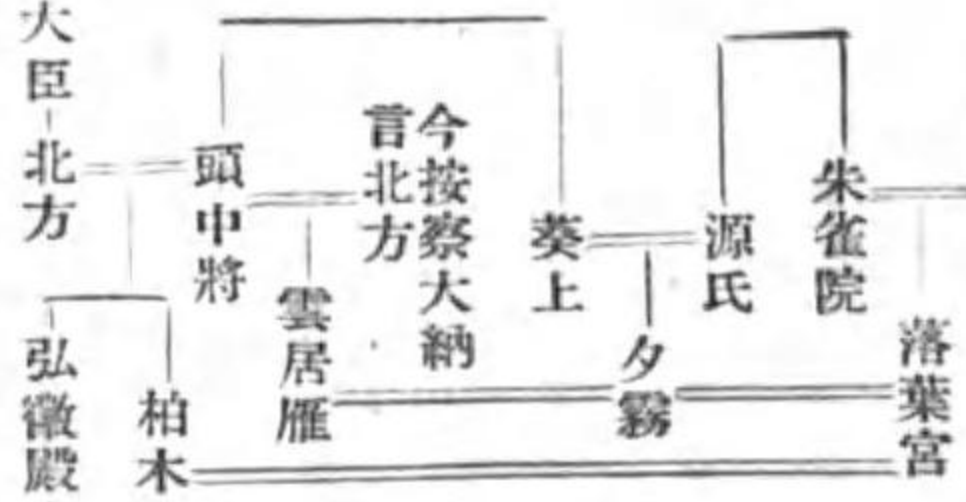 朱雀院
落葉宮
源氏
夕霧
葵上
今按察大納
言北方
雲居雁
頭中將
柏木
大臣
北方
弘徽殿